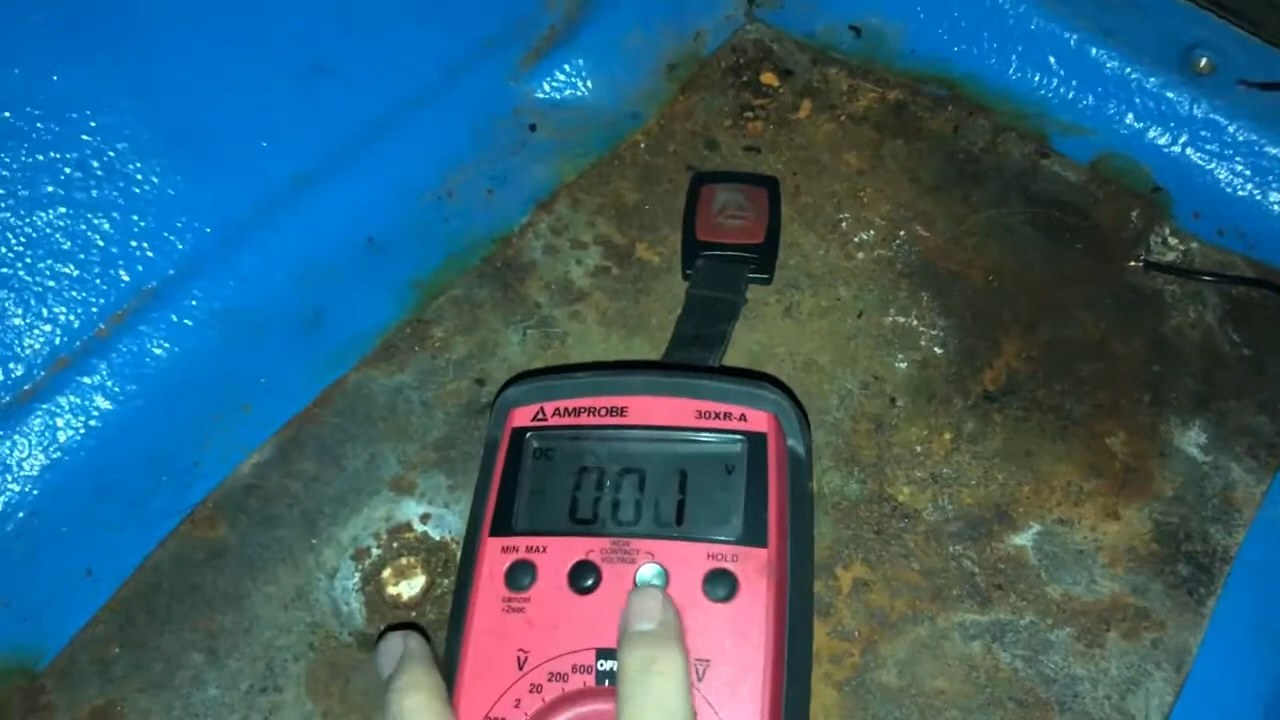 AMPROBE 30XR-A
DC V
0.01
MIN MAX
NON
CONTACT
VOLTAGE
HOLD
cancel
>2sec
V 600 OFF V
200
20
2